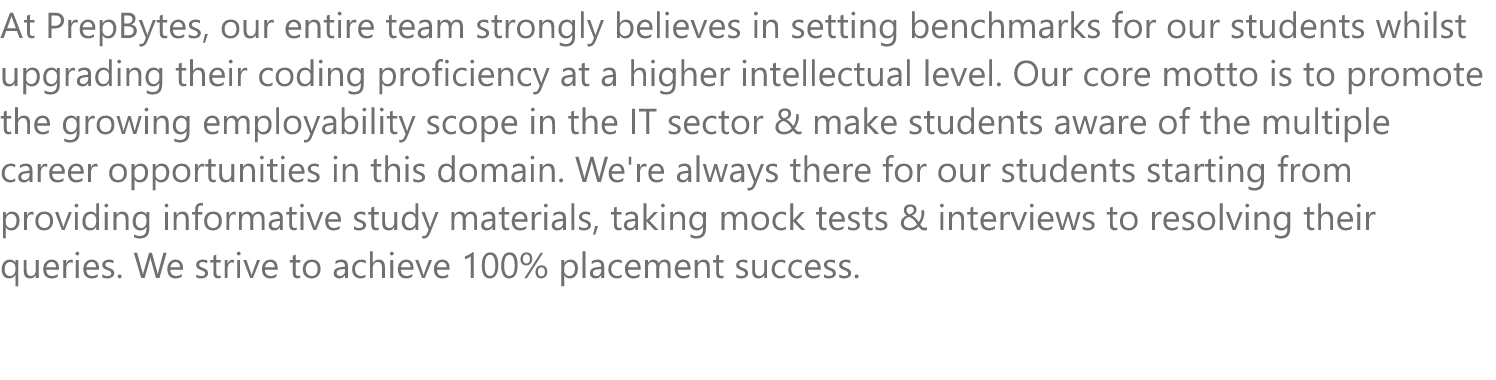 At PrepBytes, our entire team strongly believes in setting benchmarks for our students whilst
upgrading their coding proficiency at a higher intellectual level. Our core motto is to promote
the growing employability scope in the IT sector & make students aware of the multiple
career opportunities in this domain. We're always there for our students starting from
providing informative study materials, taking mock tests & interviews to resolving their
queries. We strive to achieve 100% placement success.